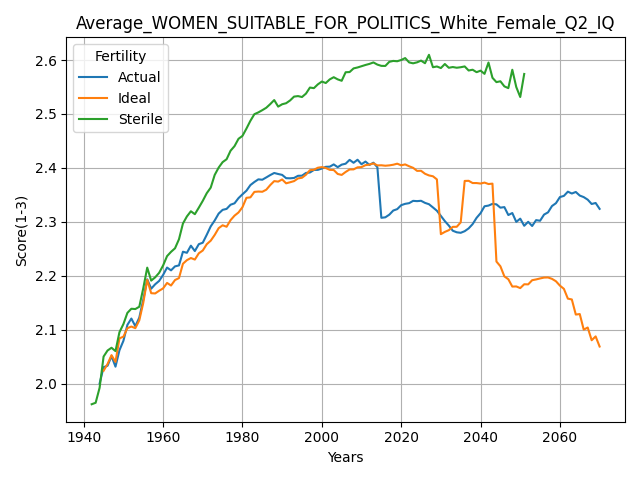 Average_WOMEN_SUITABLE_FOR_POLITICS_White_Female_Q2_IQ
Fertility
Actual
Ideal
Sterile
Score(1-3)
2.6
2.5
2.4
2.3
2.2
2.1
2.0
1940 1960 1980 2000 2020 2040 2060
Years